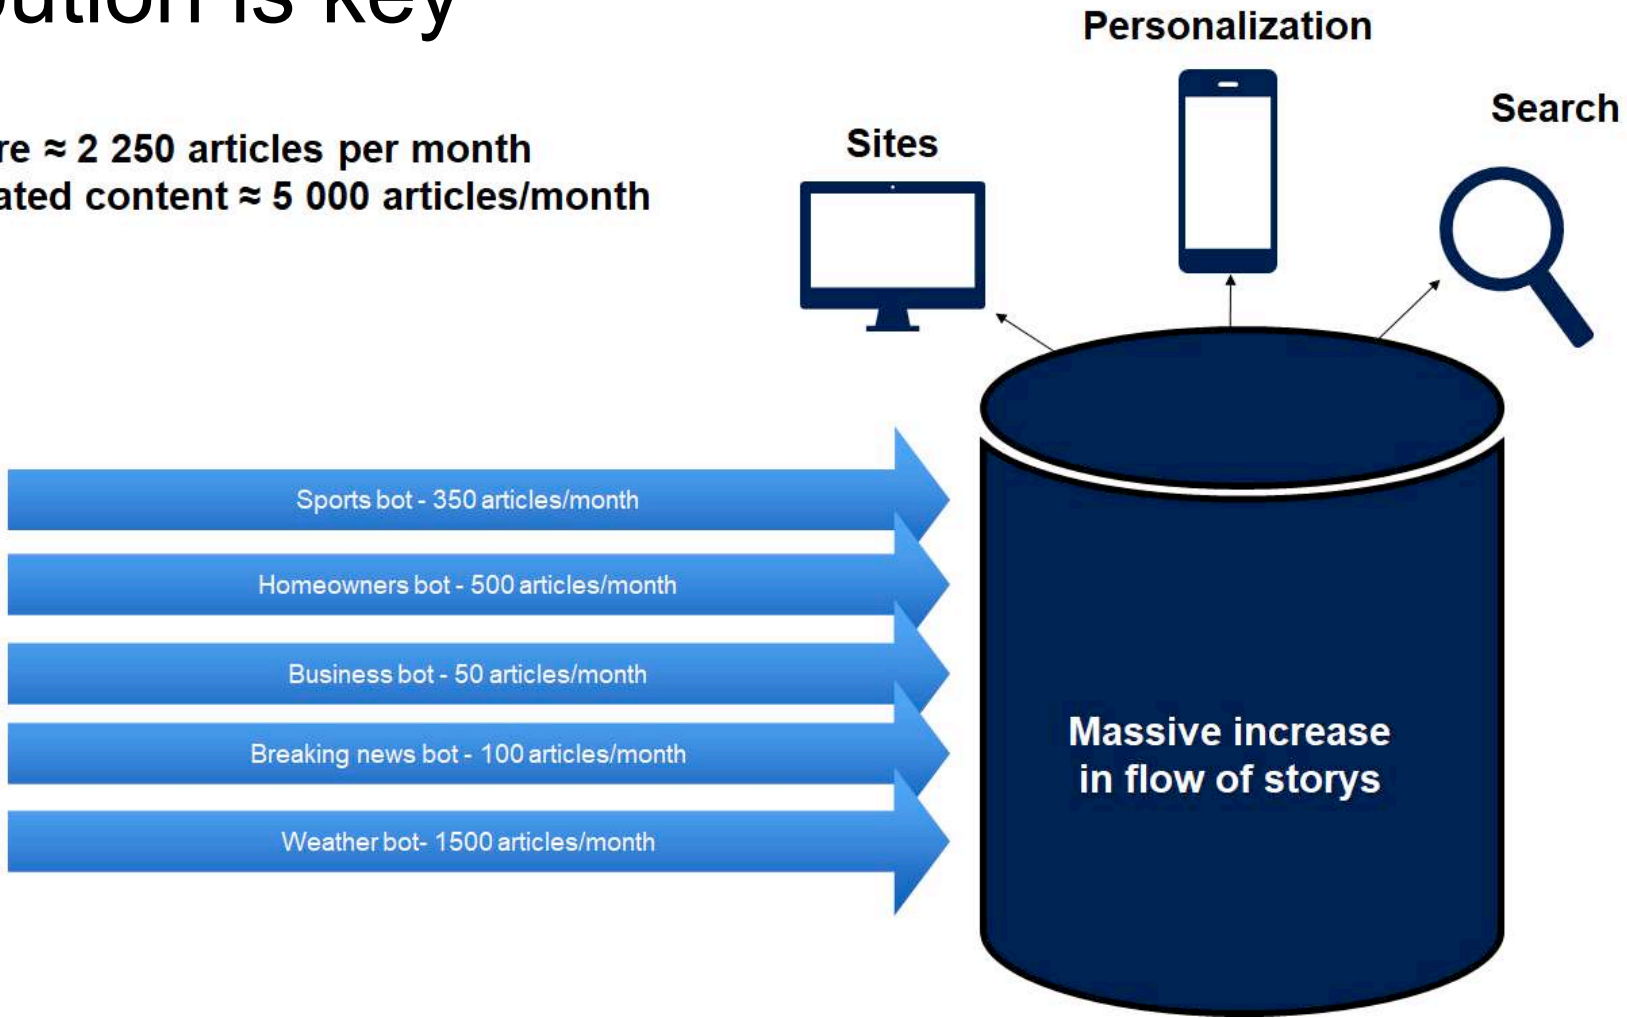 bution is key
re ≈ 2 250 articles per month
ated content ≈ 5 000 articles/month
Personalization
Search
Sites
Sports bot - 350 articles/month
Homeowners bot - 500 articles/month
Business bot - 50 articles/month
Breaking news bot - 100 articles/month
Weather bot- 1500 articles/month
Massive increase
in flow of storys